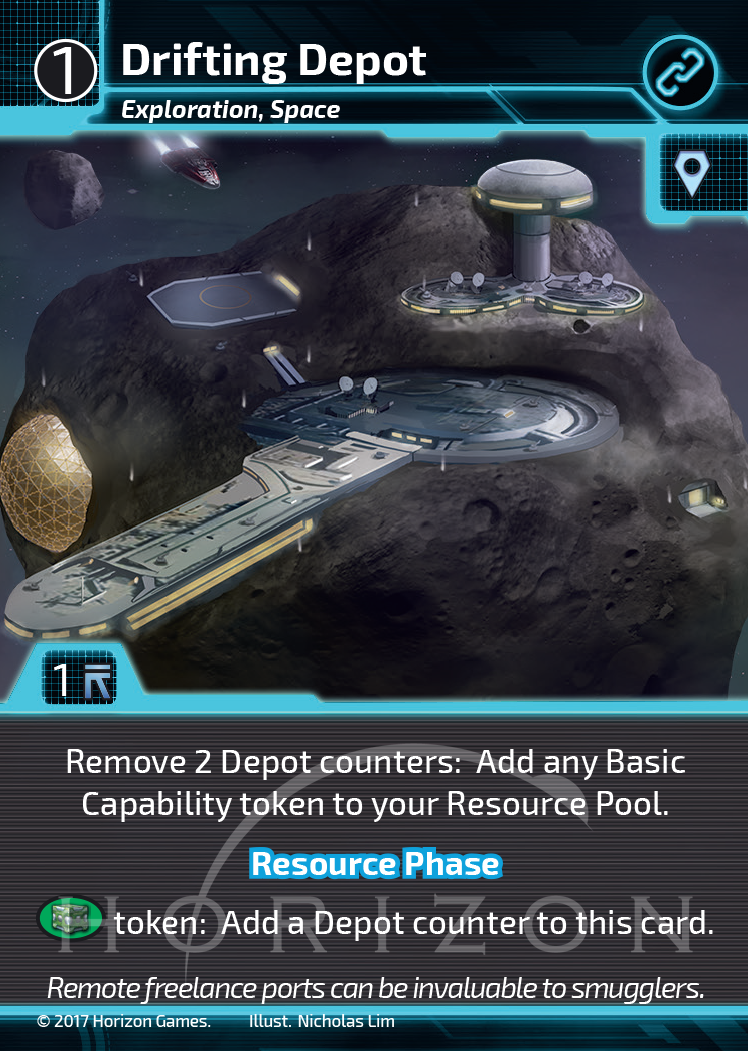 1
Drifting Depot
Exploration, Space
1
Remove 2 Depot counters: Add any Basic
Capability token to your Resource Pool.
Resource Phase
token: Add a Depot counter to this card.
HORIZON
Remote freelance ports can be invaluable to smugglers.
© 2017 Horizon Games. Illust. Nicholas Lim